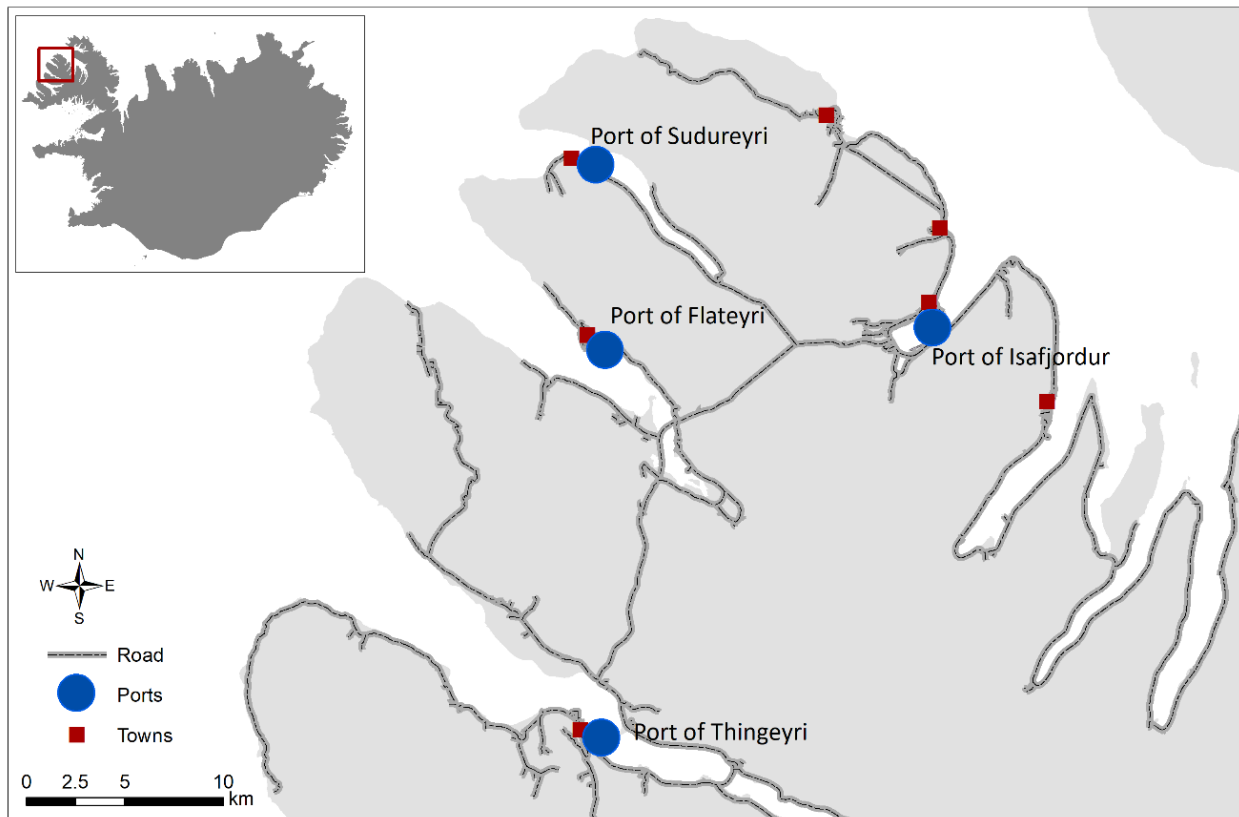 Port of Sudureyri
Port of Flateyri
Port of Isafjordur
N
W E
S
Road
Ports
Towns
Port of Thingeyri
0 2.5 5 10
km